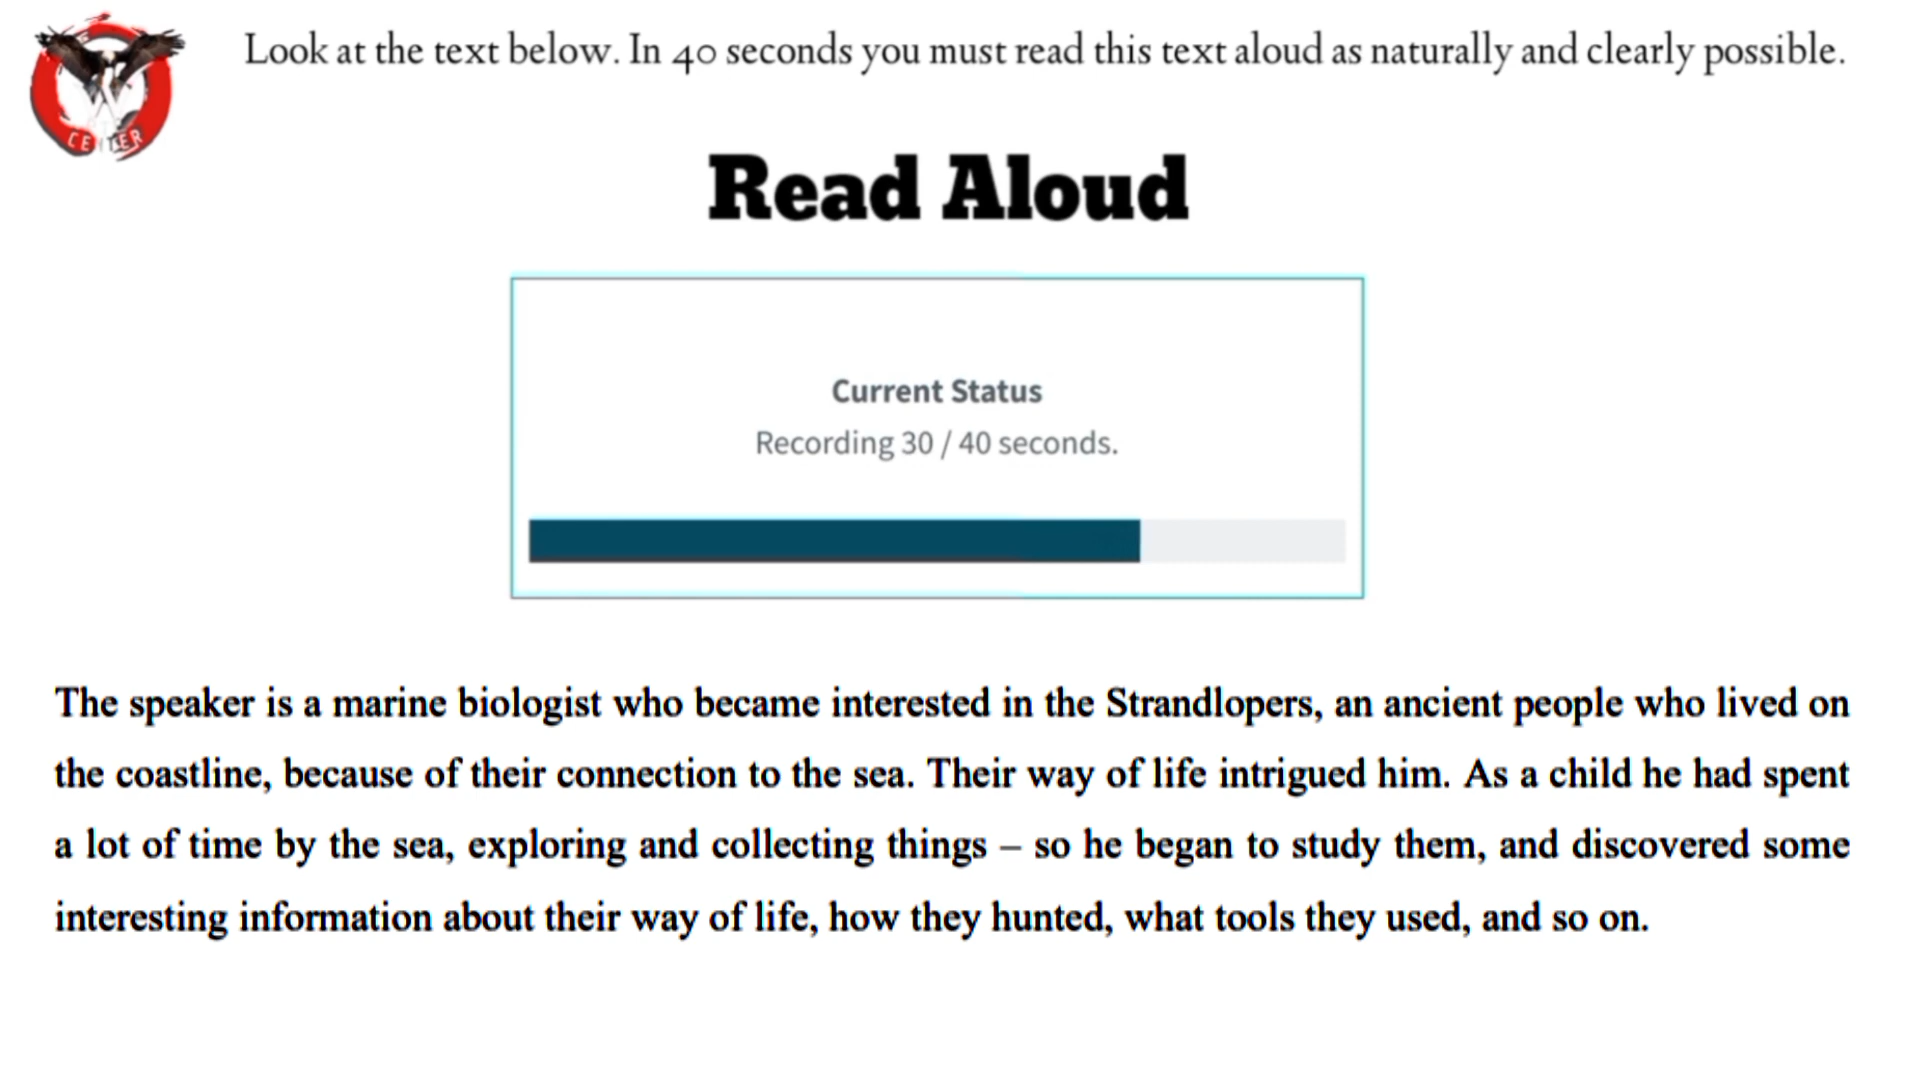 Look at the text below. In 40 seconds you must read this text aloud as naturally and clearly possible.
CENTER
Read Aloud
Current Status
Recording 30 / 40 seconds.
The speaker is a marine biologist who became interested in the Strandlopers, an ancient people who lived on
the coastline, because of their connection to the sea. Their way of life intrigued him. As a child he had spent
a lot of time by the sea, exploring and collecting things – so he began to study them, and discovered some
interesting information about their way of life, how they hunted, what tools they used, and so on.